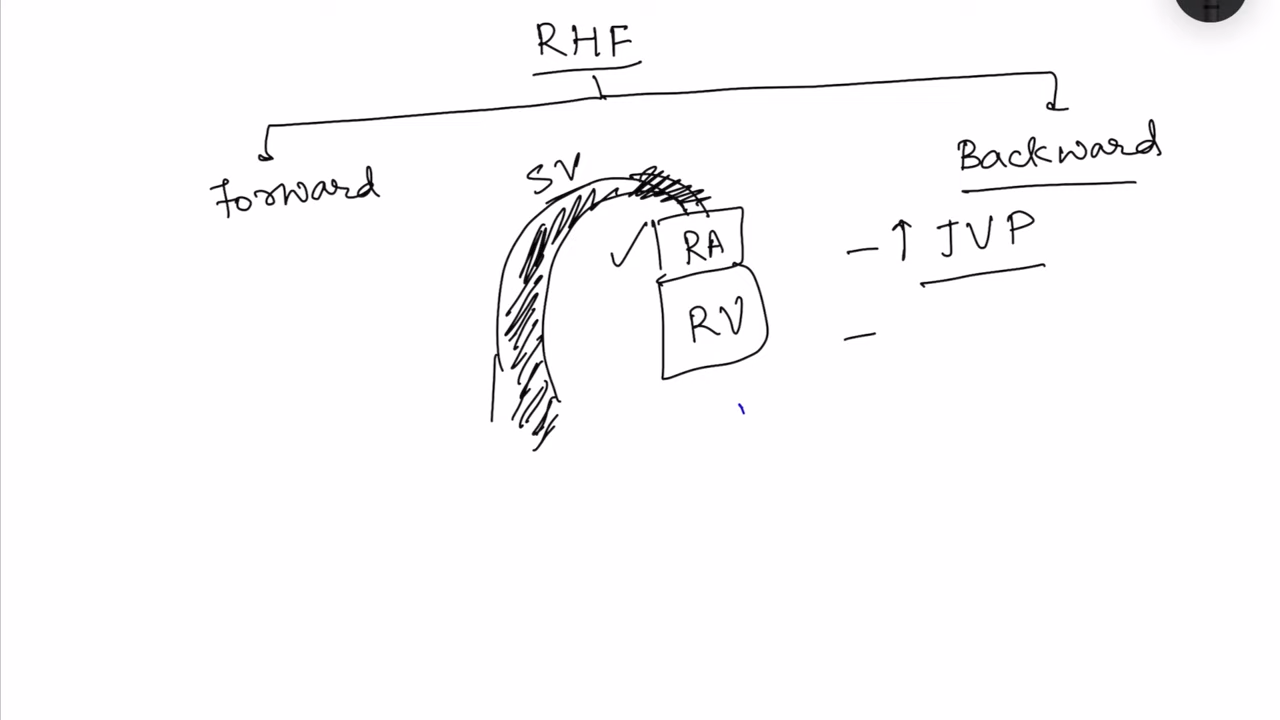 RHF
Forward
Backward
SV
RA
RV
- ↑ JVP
-